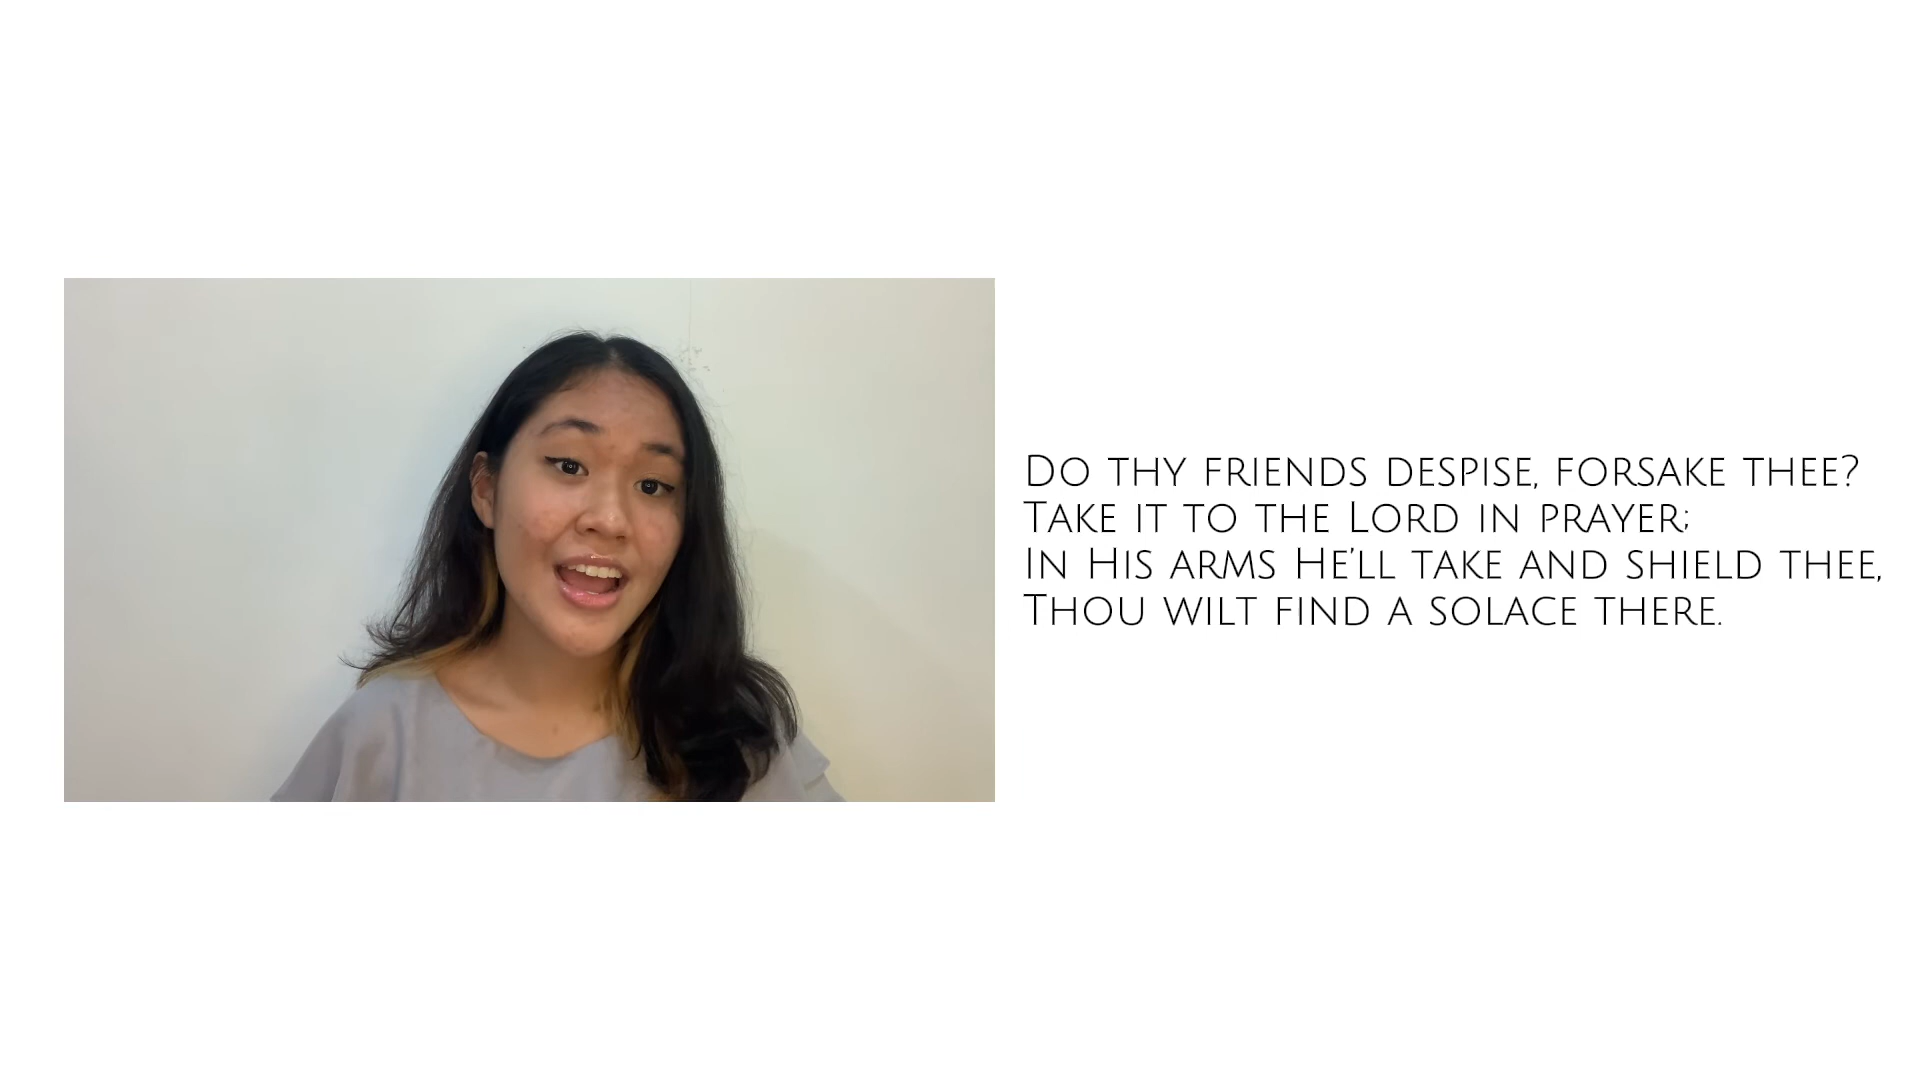 Do thy friends despise, forsake thee?
Take it to the Lord in prayer;
In His arms He'll take and shield thee,
Thou wilt find a solace there.